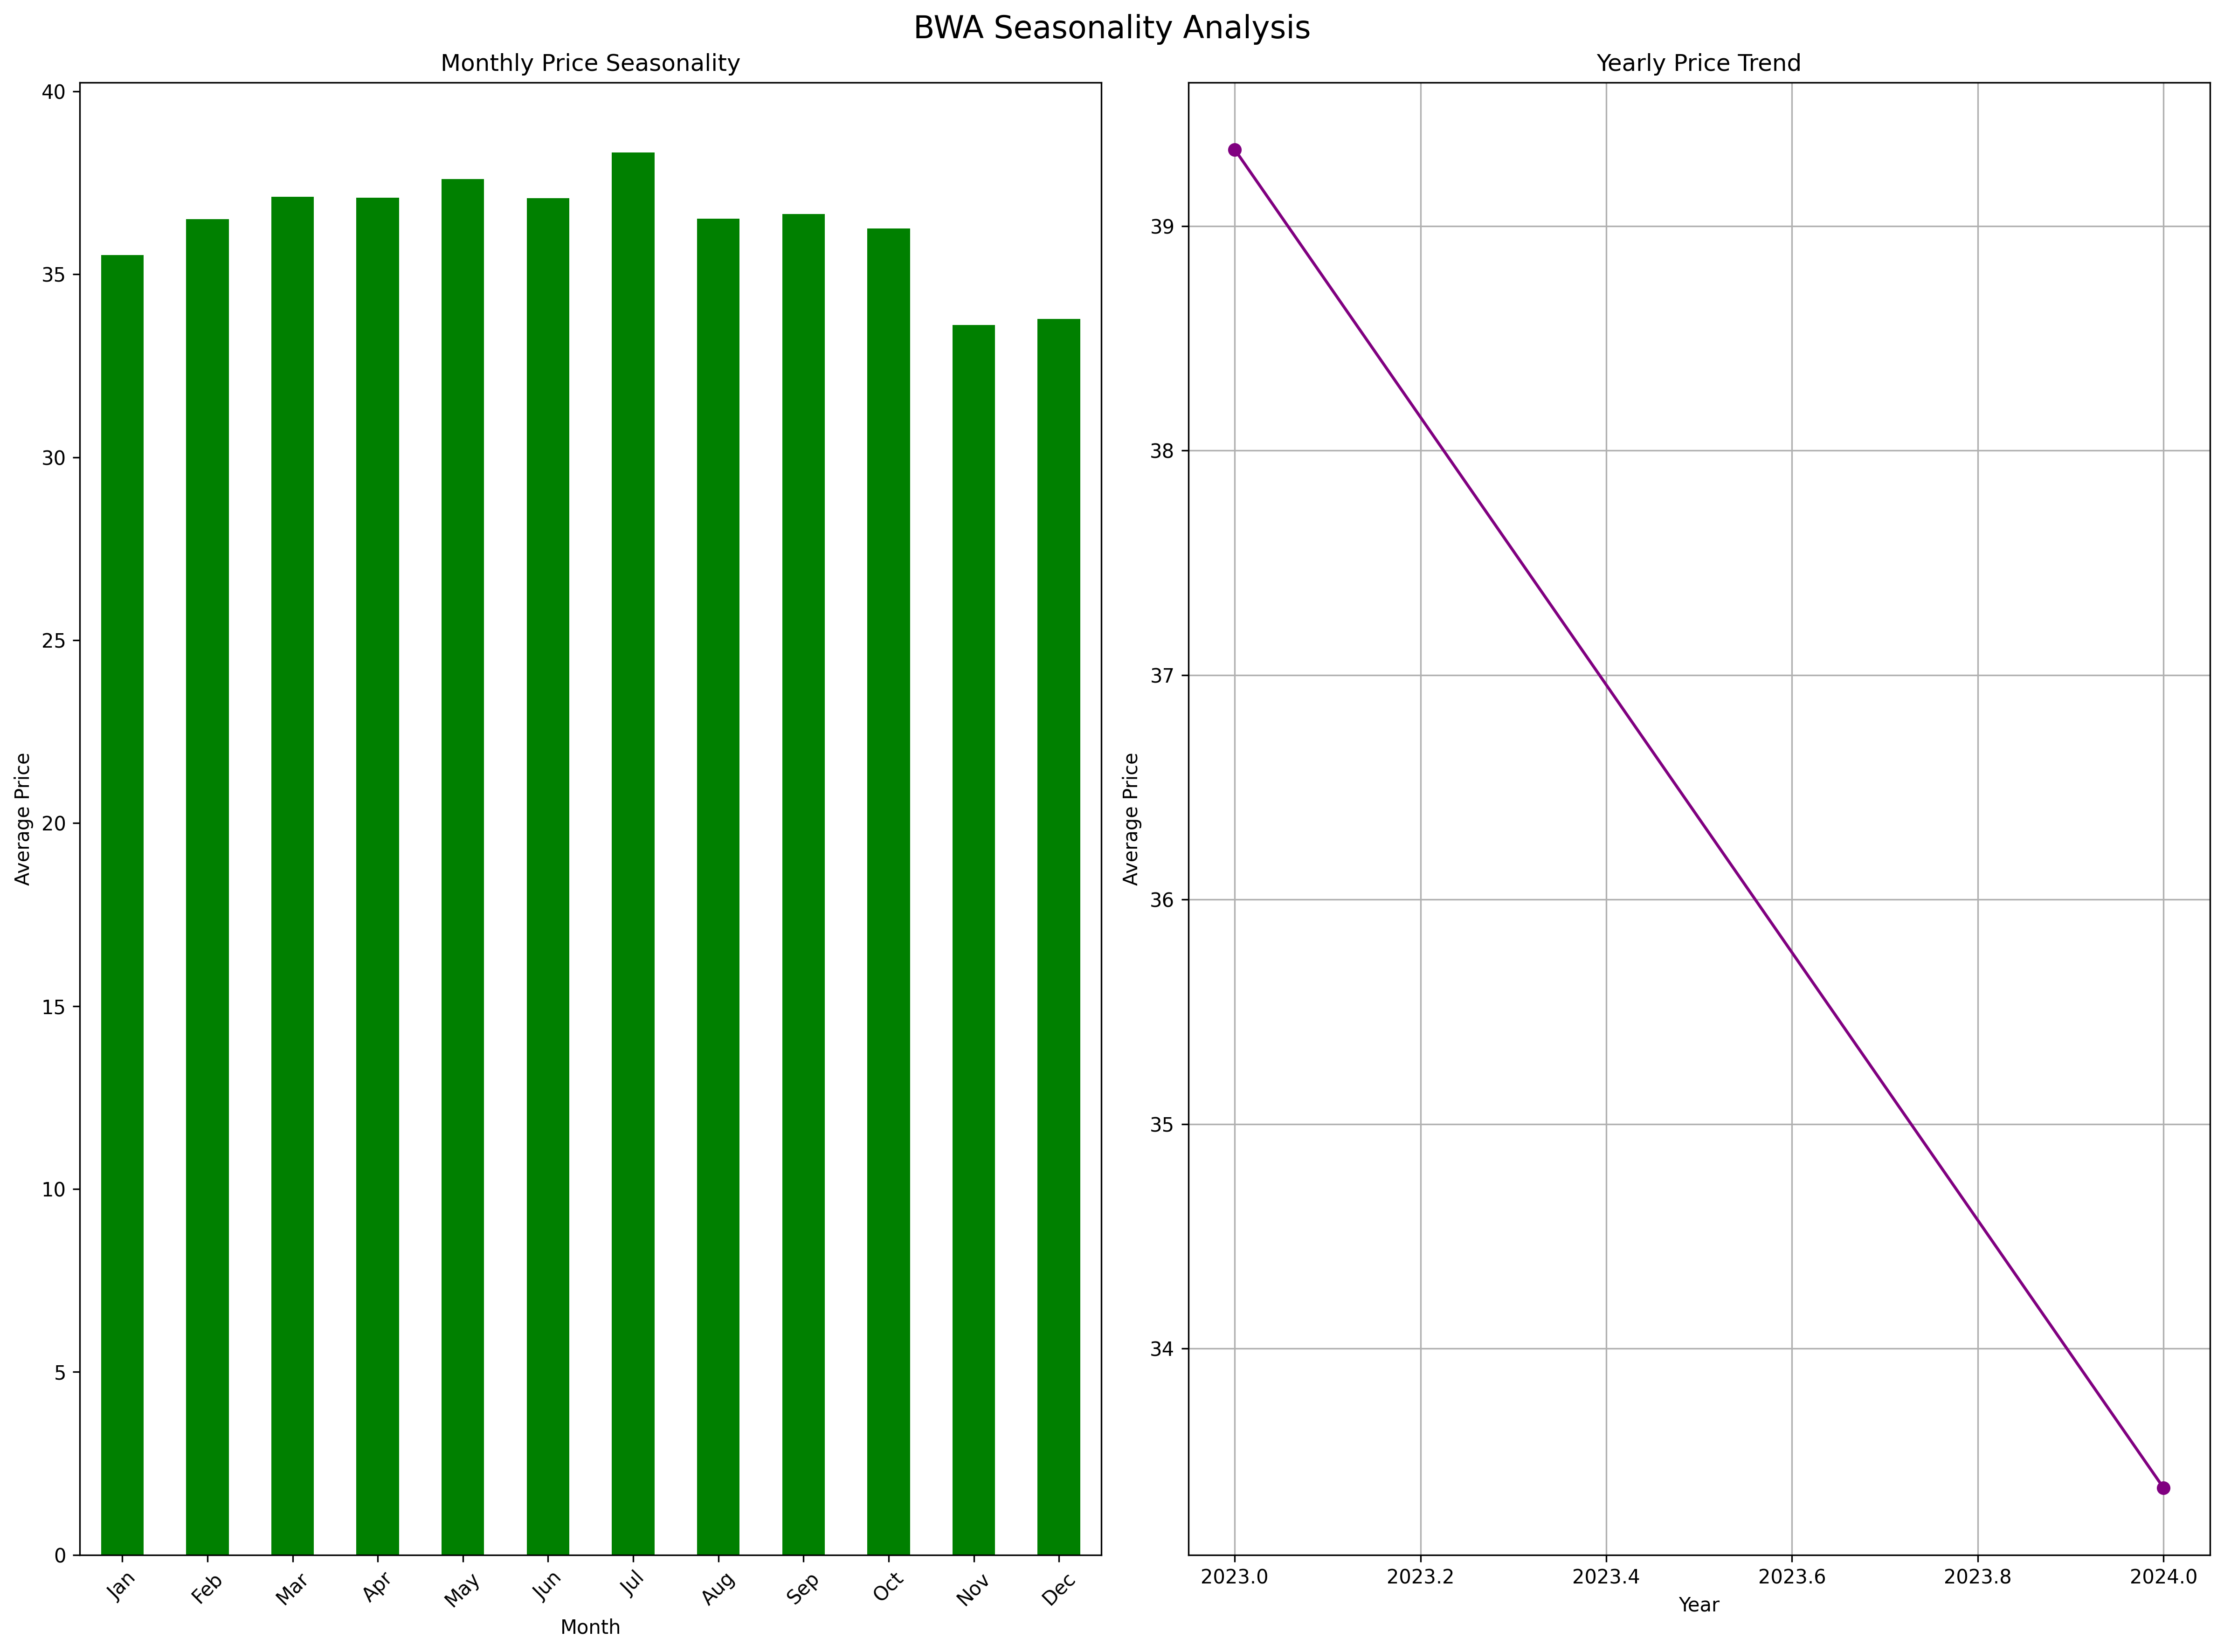 BWA Seasonality Analysis
Monthly Price Seasonality
40
35
30
25
20
15
10
5
0
Average Price
Jan Feb Mar Apr May Jun Jul Aug Sep Oct Nov Dec
Month
Yearly Price Trend
39
38
37
36
35
34
Average Price
2023.0 2023.2 2023.4 2023.6 2023.8 2024.0
Year